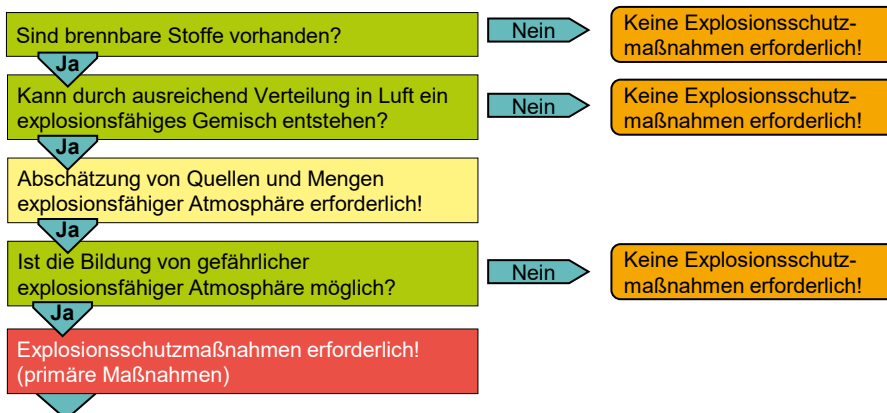 Sind brennbare Stoffe vorhanden?
Nein
Keine Explosionsschutz-
maßnahmen erforderlich!
Ja
Kann durch ausreichend Verteilung in Luft ein
explosionsfähiges Gemisch entstehen?
Nein
Keine Explosionsschutz-
maßnahmen erforderlich!
Ja
Abschätzung von Quellen und Mengen
explosionsfähiger Atmosphäre erforderlich!
Ja
Ist die Bildung von gefährlicher
explosionsfähiger Atmosphäre möglich?
Nein
Keine Explosionsschutz-
maßnahmen erforderlich!
Ja
Explosionsschutzmaßnahmen erforderlich!
(primäre Maßnahmen)